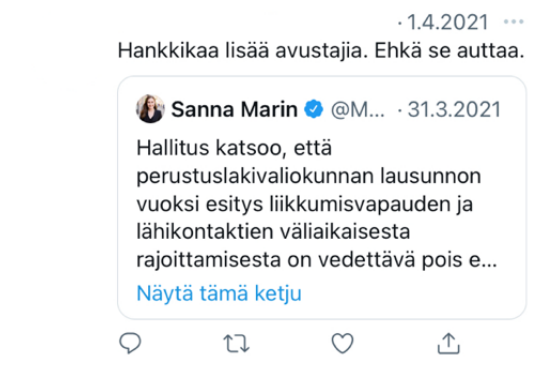 · 1.4.2021 ···
Hankkikaa lisää avustajia. Ehkä se auttaa.
Sanna Marin @M... · 31.3.2021
Hallitus katsoo, että
perustuslakivaliokunnan lausunnon
vuoksi esitys liikkumisvapauden ja
lähikontaktien väliaikaisesta
rajoittamisesta on vedettävä pois e...
Näytä tämä ketju